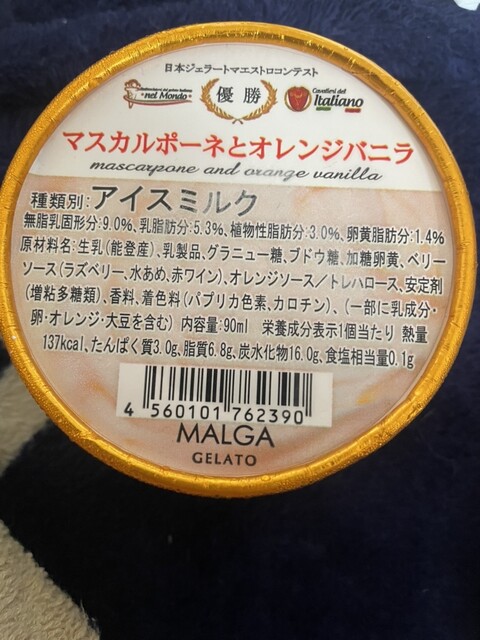 日本ジェラートマエストロコンテスト
nel Mondo
優勝
Cavalieri del
Italiano
マスカルポーネとオレンジバニラ
mascarpone and orange vanilla
種類別:アイスミルク
無脂乳固形分:9.0%、乳脂肪分:5.3%、植物性脂肪分:3.0%、卵黄脂肪分:1.4%
原材料名:生乳(能登産)、乳製品、グラニュー糖、ブドウ糖、加糖卵黄、ベリー
ソース(ラズベリー、水あめ、赤ワイン)、オレンジソース/トレハロース、安定剤
(増粘多糖類)、香料、着色料(パプリカ色素、カロチン)、(一部に乳成分・
卵・オレンジ・大豆を含む) 内容量:90ml 栄養成分表示1個当たり 熱量
137kcal、たんぱく質3.0g、脂質6.8g、炭水化物16.0g、食塩相当量0.1g
4 560101 762390
MALGA
GELATO